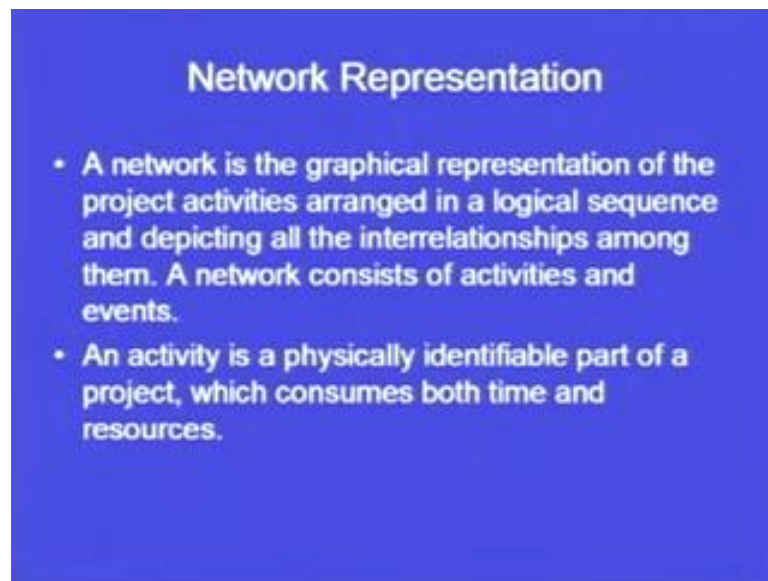 Network Representation
• A network is the graphical representation of the
project activities arranged in a logical sequence
and depicting all the interrelationships among
them. A network consists of activities and
events.
• An activity is a physically identifiable part of a
project, which consumes both time and
resources.